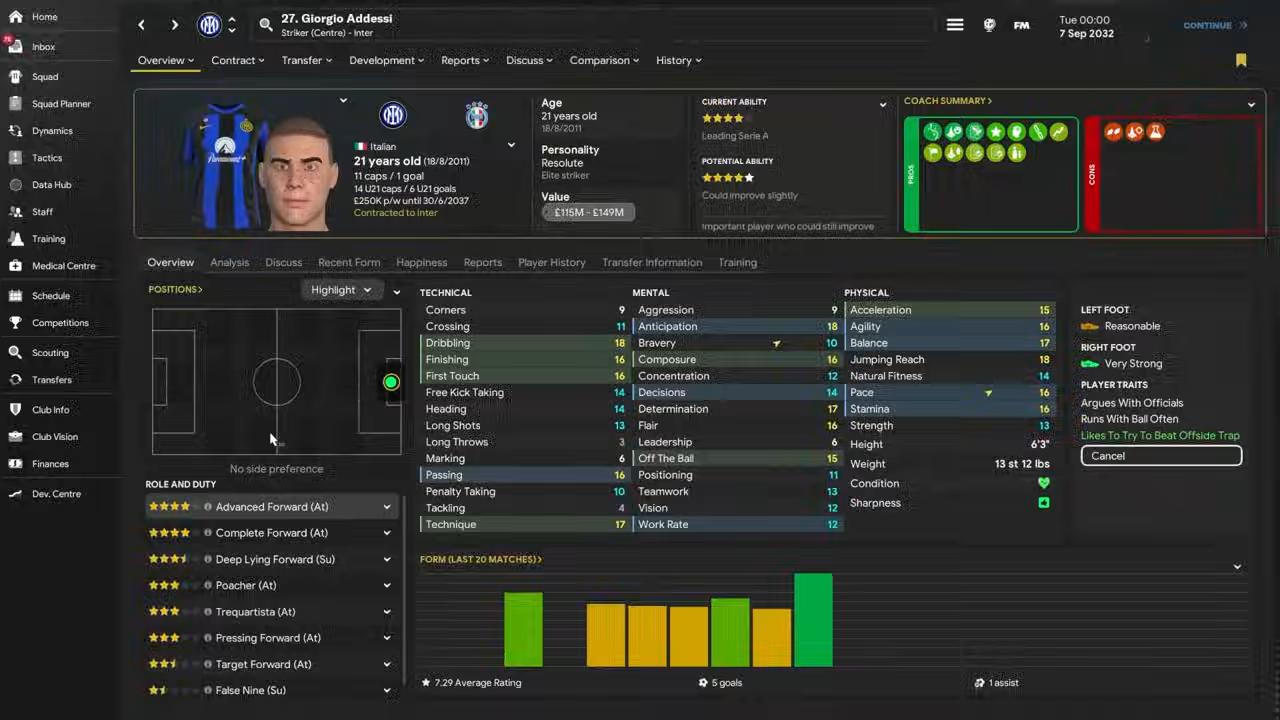 Home
Inbox
Squad
Squad Planner
Dynamics
Tactics
Data Hub
Staff
Training
Medical Centre
Schedule
Competitions
Scouting
Transfers
Club Info
Club Vision
Finances
Dev. Centre
27. Giorgio Addessi
Striker (Centre) - Inter
FM
Tue 00:00
7 Sep 2032
CONTINUE
Overview
Contract
Transfer
Development
Reports
Discuss
Comparison
History
Italian
21 years old (18/8/2011)
11 caps / 1 goal
14 U21 caps / 6 U21 goals
£250K p/w until 30/6/2037
Contracted to Inter
Age
21 years old
18/8/2011
Personality
Resolute
Elite striker
Value
£115M - £149M
CURRENT ABILITY
Leading Serie A
POTENTIAL ABILITY
Could improve slightly
Important player who could still improve
COACH SUMMARY >
PROS
CONS
Overview
Analysis
Discuss
Recent Form
Happiness
Reports
Player History
Transfer Information
Training
POSITIONS >
Highlight
No side preference
ROLE AND DUTY
Advanced Forward (At)
Complete Forward (At)
Deep Lying Forward (Su)
Poacher (At)
Trequartista (At)
Pressing Forward (At)
Target Forward (At)
False Nine (Su)
TECHNICAL
Corners 9
Crossing 11
Dribbling 18
Finishing 16
First Touch 16
Free Kick Taking 14
Heading 14
Long Shots 13
Long Throws 3
Marking 6
Passing 16
Penalty Taking 10
Tackling 4
Technique 17
MENTAL
Aggression 9
Anticipation 18
Bravery 10
Composure 16
Concentration 12
Decisions 14
Determination 17
Flair 16
Leadership 6
Off The Ball 15
Positioning 11
Teamwork 13
Vision 12
Work Rate 12
PHYSICAL
Acceleration 15
Agility 16
Balance 17
Jumping Reach 18
Natural Fitness 14
Pace 16
Stamina 16
Strength 13
Height 6'3"
Weight 13 st 12 lbs
Condition
Sharpness
LEFT FOOT
Reasonable
RIGHT FOOT
Very Strong
PLAYER TRAITS
Argues With Officials
Runs With Ball Often
Likes To Try To Beat Offside Trap
Cancel
FORM (LAST 20 MATCHES) >
7.29 Average Rating
5 goals
1 assist